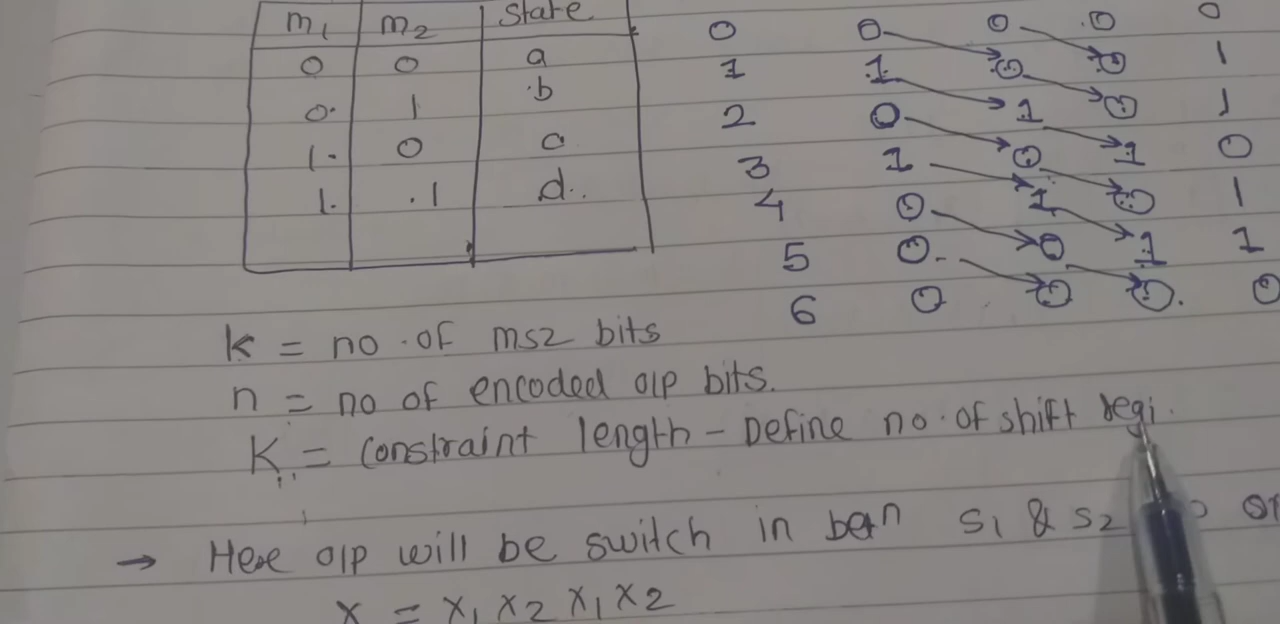 m1 m2 state
0 0 a
0 1 b
1 0 c
1 1 d
0 0 0 0 0
1 1 0 0 1
2 0 1 0 1
3 1 0 1 0
4 0 1 0 1
5 0 0 1 1
6 0 0 0 0
k = no of msz bits
n = no of encoded o/p bits.
K = constraint length - Define no. of shift regi.
→ Here o/p will be switch in betn S1 & S2
X = X1 X2 X1 X2